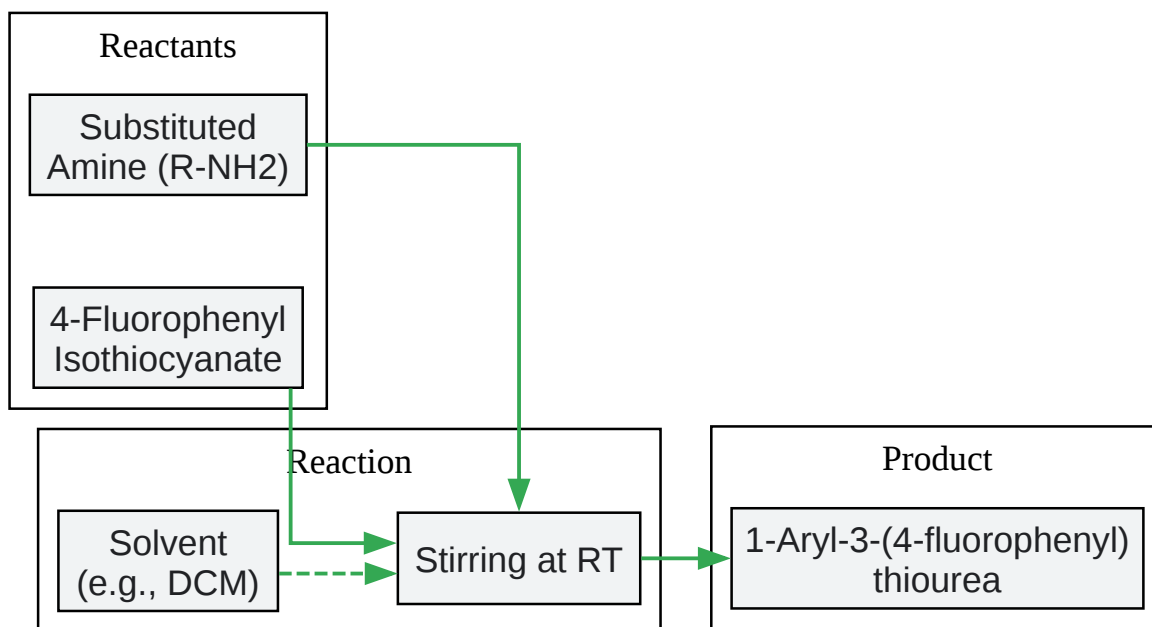 Reactants
Substituted
Amine (R-NH2)
4-Fluorophenyl
Isothiocyanate
Reaction
Solvent
(e.g., DCM)
Stirring at RT
Product
1-Aryl-3-(4-fluorophenyl)
thiourea